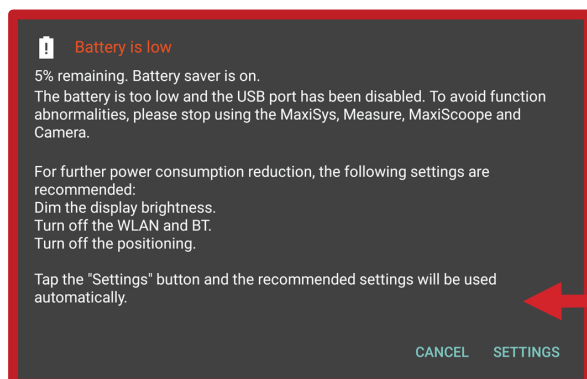 Battery is low
5% remaining. Battery saver is on.
The battery is too low and the USB port has been disabled. To avoid function
abnormalities, please stop using the MaxiSys, Measure, MaxiScoope and
Camera.
For further power consumption reduction, the following settings are
recommended:
Dim the display brightness.
Turn off the WLAN and BT.
Turn off the positioning.
Tap the "Settings" button and the recommended settings will be used
automatically.
CANCEL SETTINGS